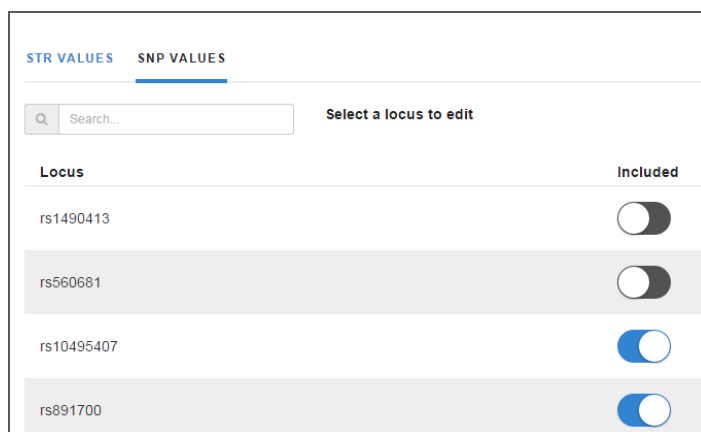 STR VALUES SNP VALUES
Search...
Select a locus to edit
Locus Included
rs1490413
rs560681
rs10495407
rs891700